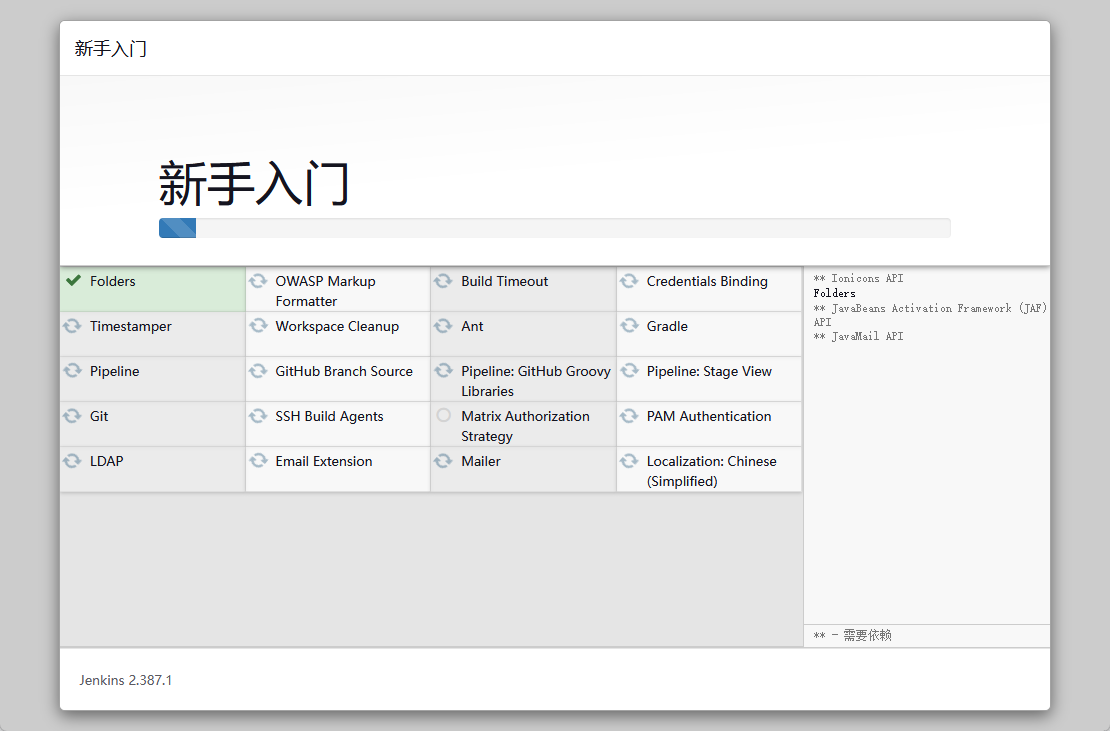 新手入门
新手入门
Folders
OWASP Markup
Formatter
Build Timeout
Credentials Binding
Timestamper
Workspace Cleanup
Ant
Gradle
Pipeline
GitHub Branch Source
Pipeline: GitHub Groovy
Libraries
Pipeline: Stage View
Git
SSH Build Agents
Matrix Authorization
Strategy
PAM Authentication
LDAP
Email Extension
Mailer
Localization: Chinese
(Simplified)
** Ionicons API
Folders
** JavaBeans Activation Framework (JAF)
API
** JavaMail API
** - 需要依赖
Jenkins 2.387.1